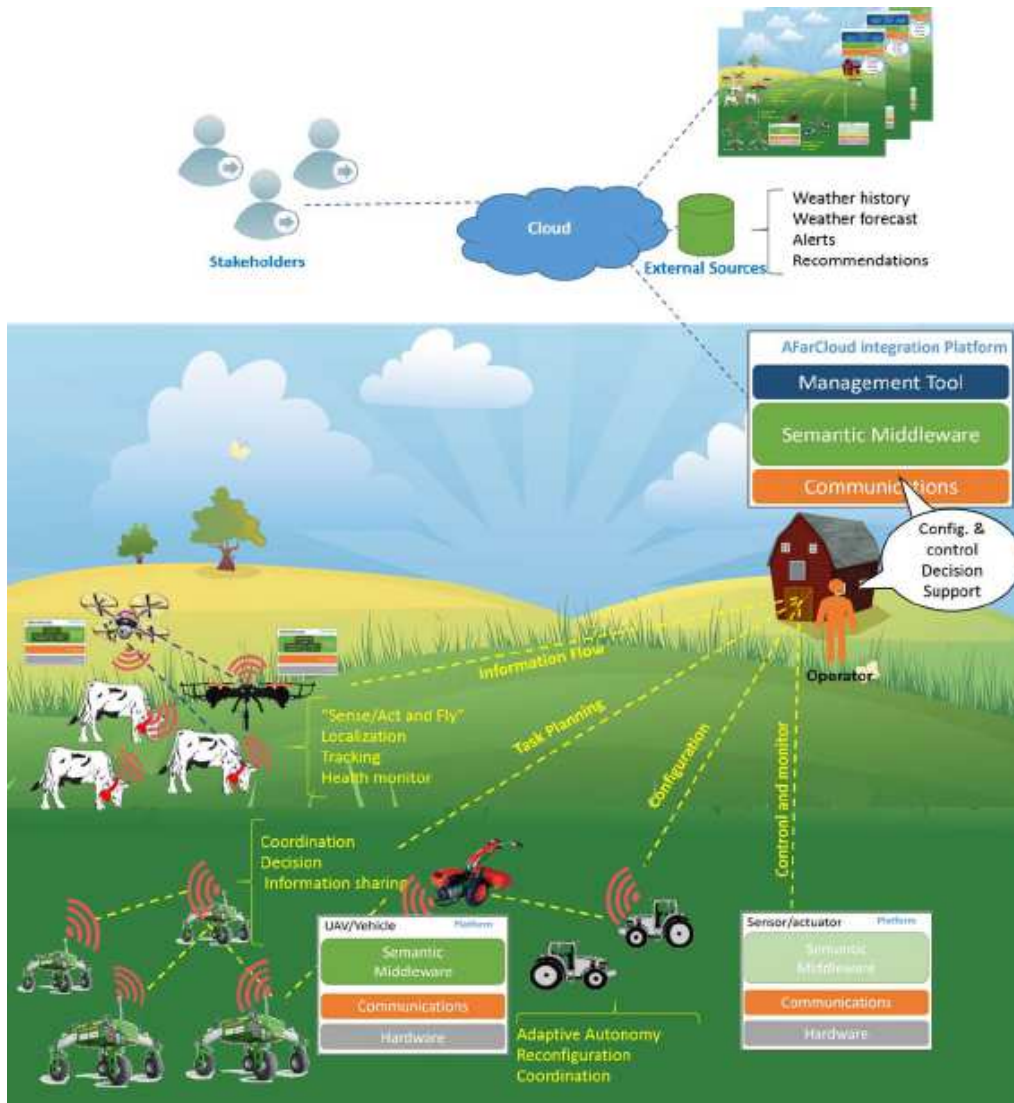 Stakeholders
Cloud
External Sources
Weather history
Weather forecast
Alerts
Recommendations
AFarCloud integration Platform
Management Tool
Semantic Middleware
Communications
Config. &
control
Decision
Support
Operator
Information Flow
Task Planning
Configuration
Contronl and monitor
"Sense/Act and Fly"
Localization
Tracking
Health monitor
Coordination
Decision
Information sharing
UAV/Vehicle
Platform
Semantic
Middleware
Communications
Hardware
Adaptive Autonomy
Reconfiguration
Coordination
Sensor/actuator
Platform
Semantic
Middleware
Communications
Hardware